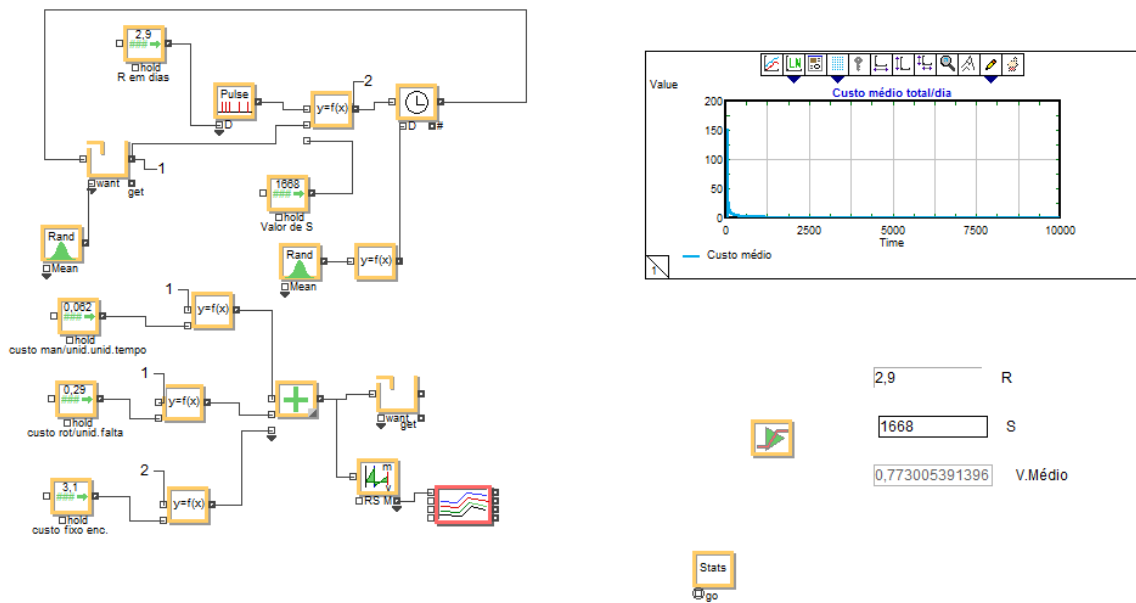 2,9
hold
R em dias
Pulse
D
y=f(x)
2
D
#
want
get
1
1668
hold
Valor de S
Rand
Mean
Rand
Mean
y=f(x)
1
y=f(x)
0,062
hold
custo man/unid.unid.tempo
1
y=f(x)
0,29
hold
custo rot/unid.falta
2
y=f(x)
3,1
hold
custo fixo enc.
want
get
m
v
RS M
LN
Value
Custo médio total/dia
200
150
100
50
0
0 2500 5000 7500 10000
Time
Custo médio
1
2,9 R
1668 S
0,773005391396 V.Médio
Stats
go